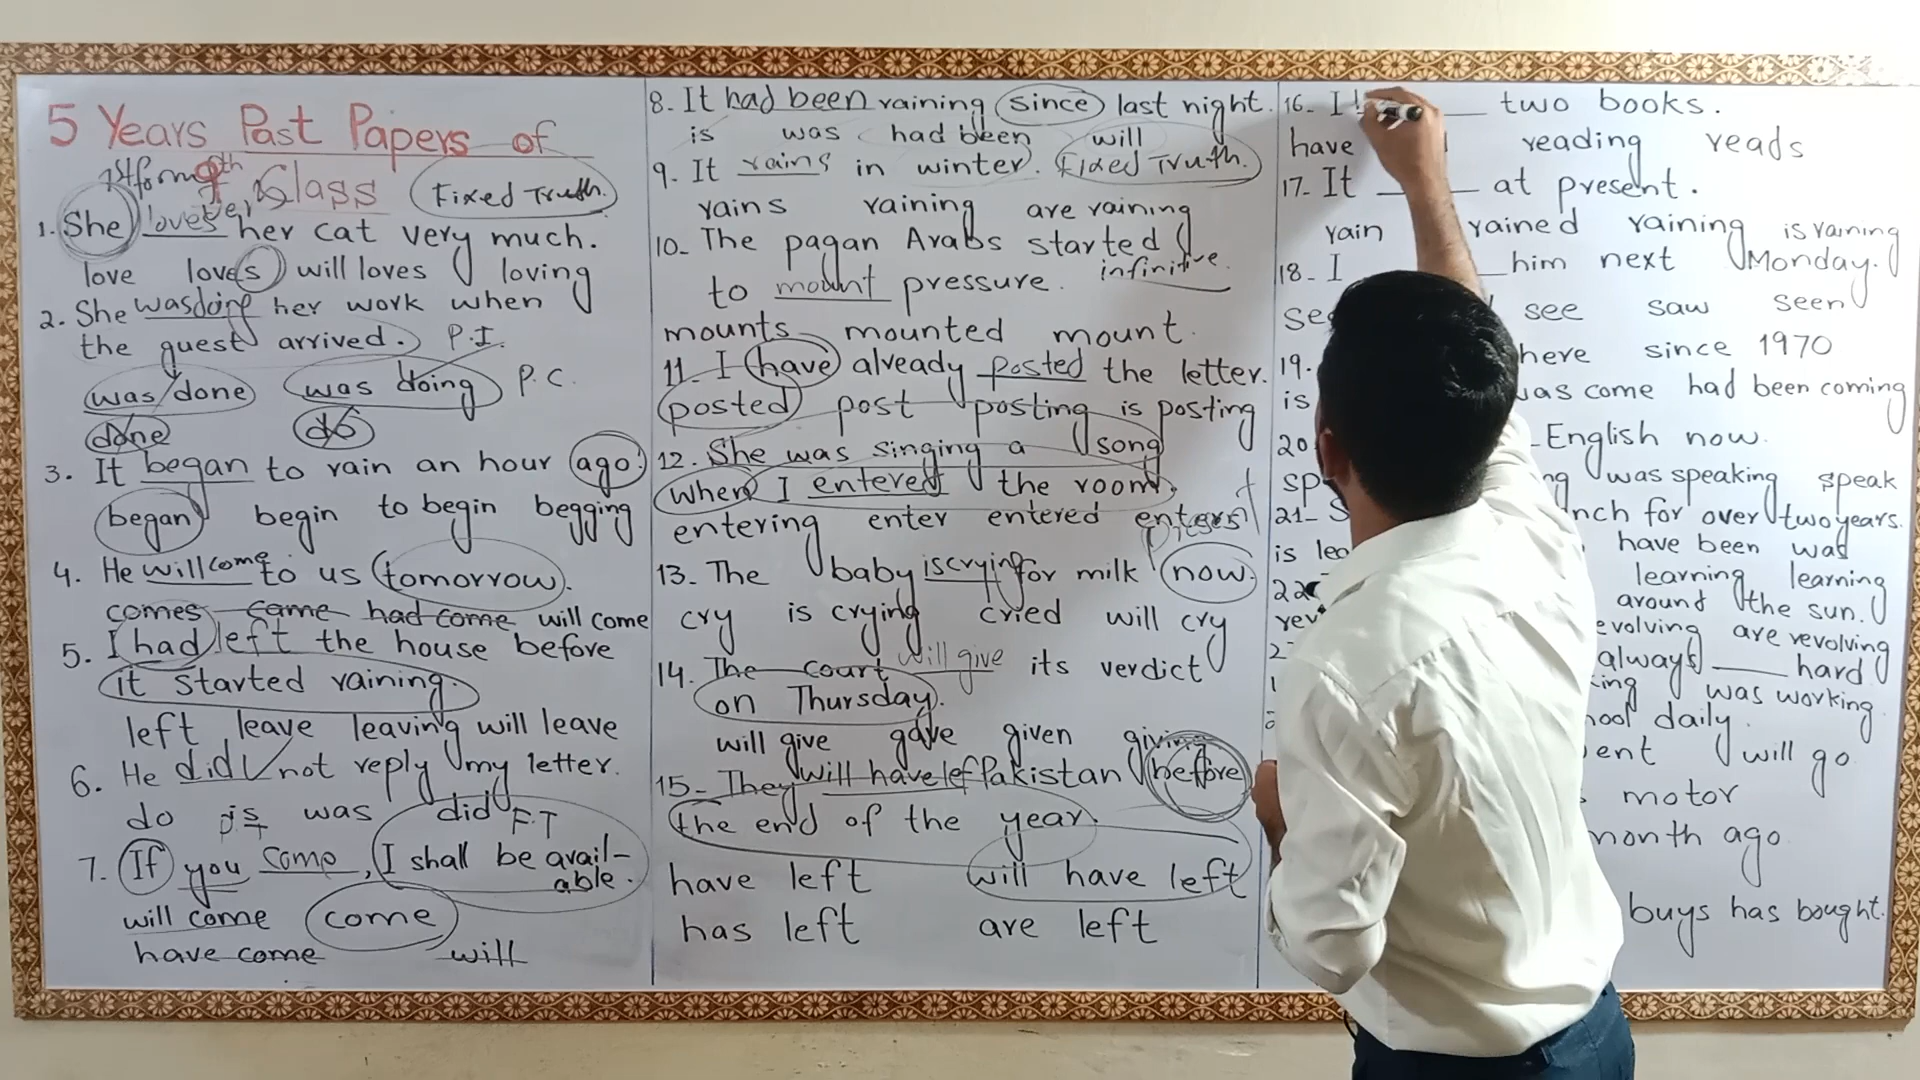 5 Years Past Papers of
1st form 9th Class
Fixed Truth.
1. She loves her cat very much.
love loves will loves loving
2. She was doing her work when
the guest arrived. P.I.
was/done was doing P.C.
done do
3. It began to rain an hour ago.
began begin to begin begging
4. He will come to us tomorrow.
comes came had come will come
5. I had left the house before
it started raining.
left leave leaving will leave
6. He did not reply my letter.
do is was did
P.T F.T
7. If you come, I shall be avail-
able.
will come come
have come will
8. It had been raining since last night.
is was had been will
9. It rains in winter. Fixed Truth.
rains raining are raining
10. The pagan Arabs started
to mount pressure. infinitive.
mounts mounted mount.
11. I have already posted the letter.
posted post posting is posting
12. She was singing a song
when I entered the room.
entering enter entered enters
13. The baby is crying for milk now.
cry is crying cried will cry
14. The court will give its verdict
on Thursday.
will give gave given giving
15- They will have lef Pakistan before
the end of the year.
have left will have left
has left are left
16- I ___ two books.
have reading reads
17- It ___ at present.
rain rained raining is raining
18- I ___ him next Monday.
see saw seen
19. here since 1970
is was come had been coming
20 English now.
was speaking speak
21- nch for over two years.
have been was
learning learning
22 around the sun.
evolving are revolving
always ___ hard
was working
daily.
will go
motor
month ago
buys has bought.